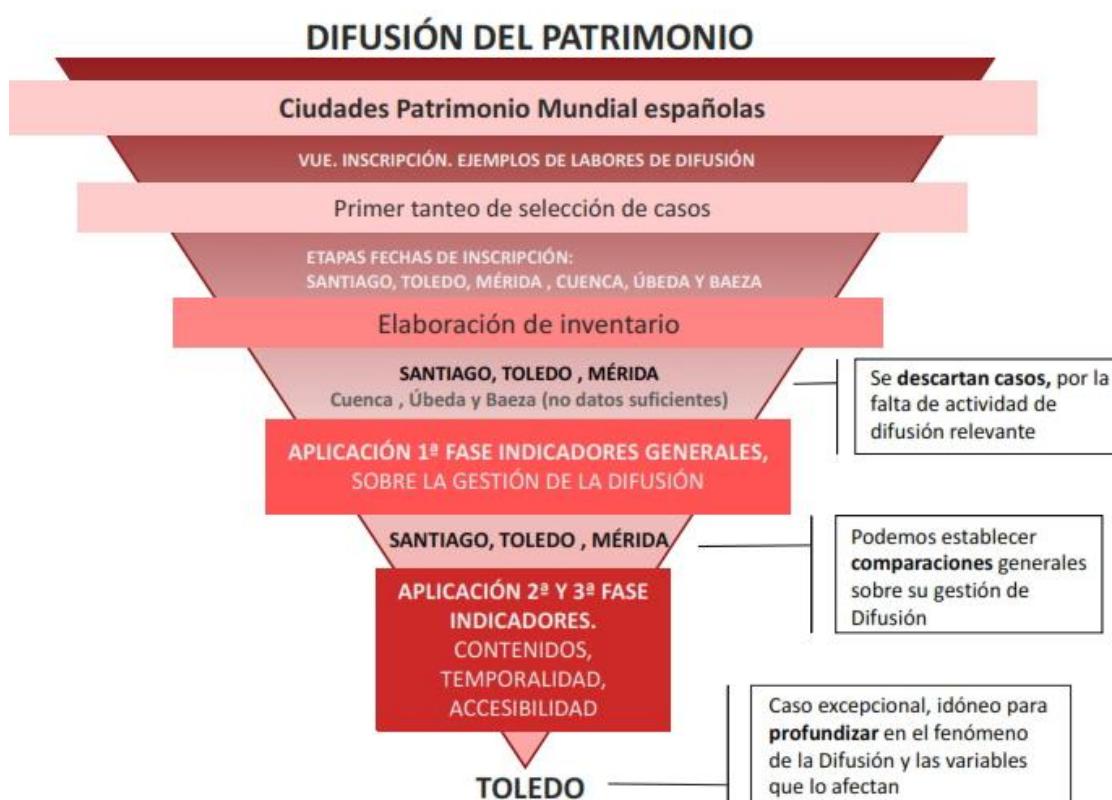 DIFUSIÓN DEL PATRIMONIO
Ciudades Patrimonio Mundial españolas
VUE. INSCRIPCIÓN. EJEMPLOS DE LABORES DE DIFUSIÓN
Primer tanteo de selección de casos
ETAPAS FECHAS DE INSCRIPCIÓN:
SANTIAGO, TOLEDO, MÉRIDA , CUENCA, ÚBEDA Y BAEZA
Elaboración de inventario
SANTIAGO, TOLEDO , MÉRIDA
Cuenca , Úbeda y Baeza (no datos suficientes)
Se descartan casos, por la
falta de actividad de
difusión relevante
APLICACIÓN 1ª FASE INDICADORES GENERALES,
SOBRE LA GESTIÓN DE LA DIFUSIÓN
SANTIAGO, TOLEDO , MÉRIDA
Podemos establecer
comparaciones generales
sobre su gestión de
Difusión
APLICACIÓN 2ª Y 3ª FASE
INDICADORES.
CONTENIDOS,
TEMPORALIDAD,
ACCESIBILIDAD
Caso excepcional, idóneo para
profundizar en el fenómeno
de la Difusión y las variables
que lo afectan
TOLEDO